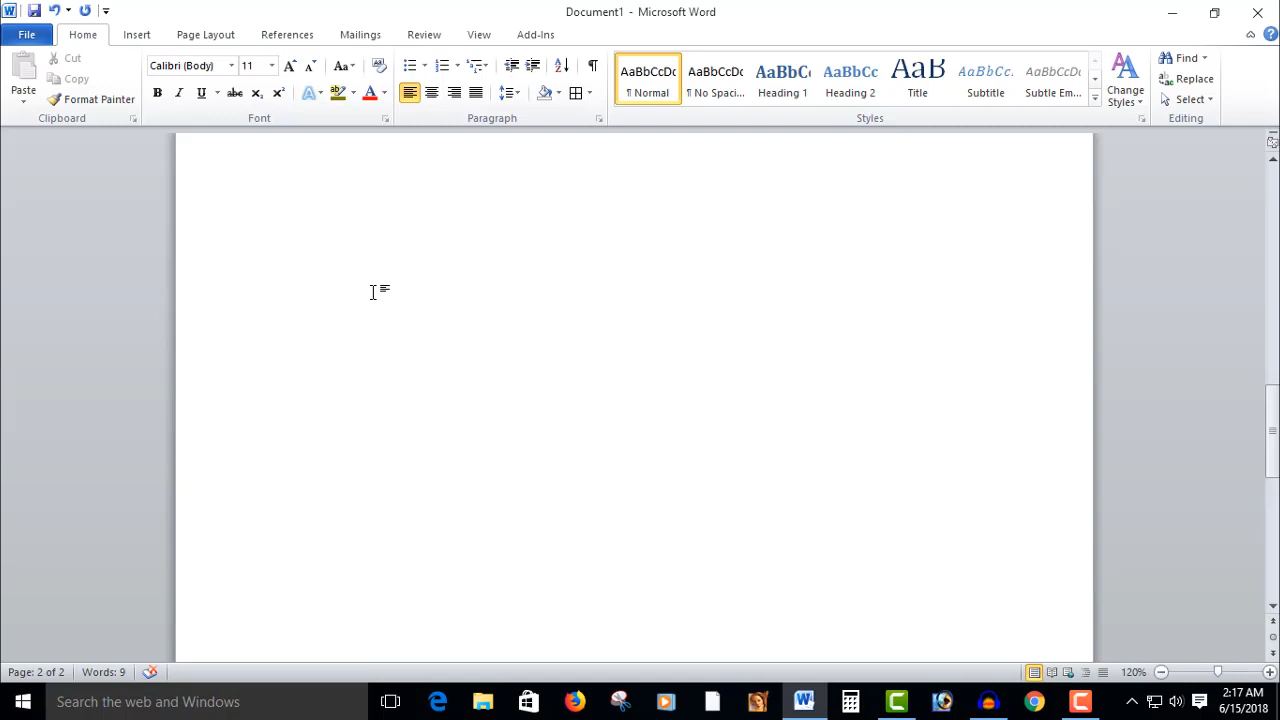 Document1 - Microsoft Word
File Home Insert Page Layout References Mailings Review View Add-Ins
Paste
Cut
Copy
Format Painter
Clipboard
Calibri (Body) 11
Font
Paragraph
AaBbCcDc AaBbCcDc AaBbCc AaBbCc AaB AaBbCc. AaBbCcDc
¶ Normal ¶ No Spaci... Heading 1 Heading 2 Title Subtitle Subtle Em...
Change Styles
Styles
Find
Replace
Select
Editing
Page: 2 of 2 Words: 9 120%
Search the web and Windows
2:17 AM
6/15/2018